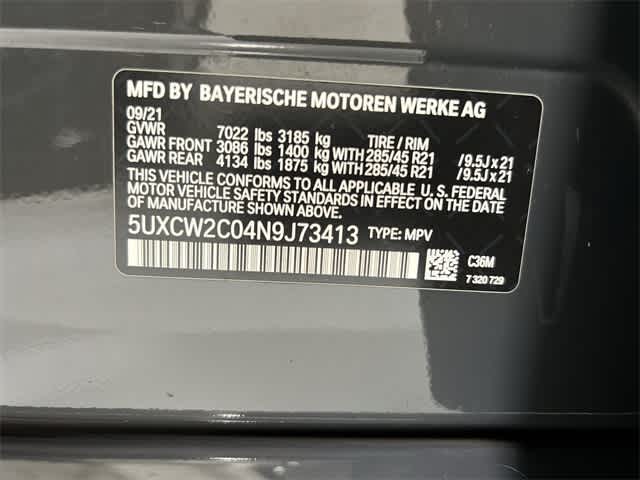 MFD BY BAYERISCHE MOTOREN WERKE AG
09/21
GVWR 7022 lbs 3185 kg TIRE / RIM
GAWR FRONT 3086 lbs 1400 kg WITH 285/45 R21 /9.5J x 21
GAWR REAR 4134 lbs 1875 kg WITH 285/45 R21 /9.5J x 21
THIS VEHICLE CONFORMS TO ALL APPLICABLE U. S. FEDERAL
MOTOR VEHICLE SAFETY STANDARDS IN EFFECT ON THE DATE
OF MANUFACTURE SHOWN ABOVE.
5UXCW2C04N9J73413 TYPE: MPV
C36M
7 320 729